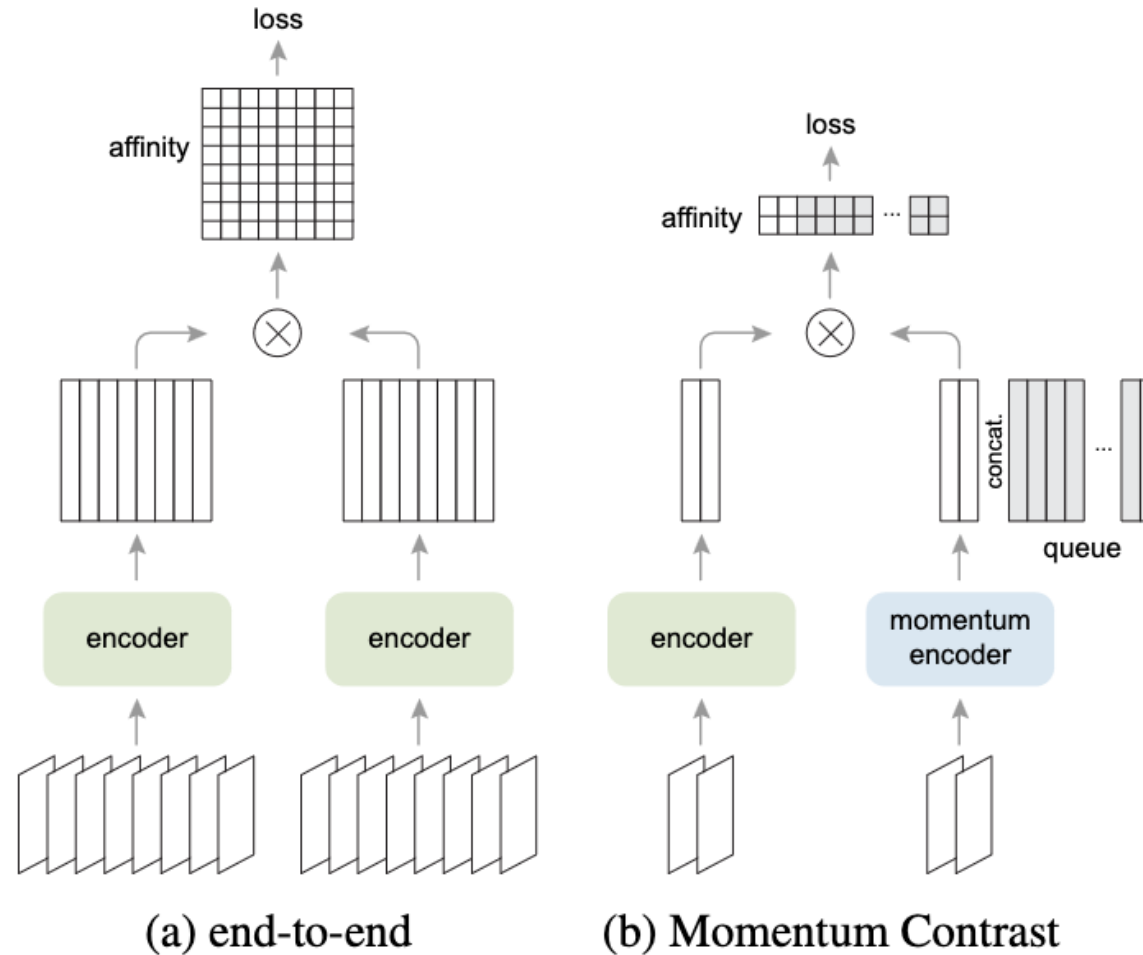 loss
affinity
encoder
encoder
(a) end-to-end
loss
affinity
...
concat.
...
queue
encoder
momentum
encoder
(b) Momentum Contrast